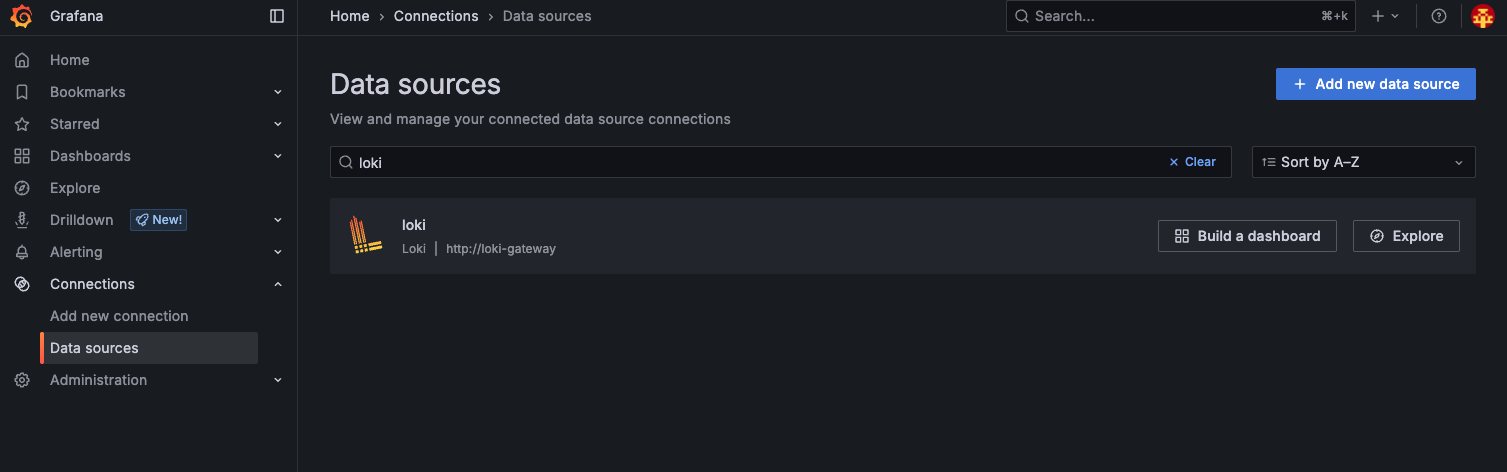 Grafana
Home › Connections › Data sources
Search...
⌘+k
Home
Bookmarks
Starred
Dashboards
Explore
Drilldown
New!
Alerting
Connections
Add new connection
Data sources
Administration
Data sources
View and manage your connected data source connections
+ Add new data source
loki
× Clear
Sort by A–Z
loki
Loki | http://loki-gateway
Build a dashboard
Explore